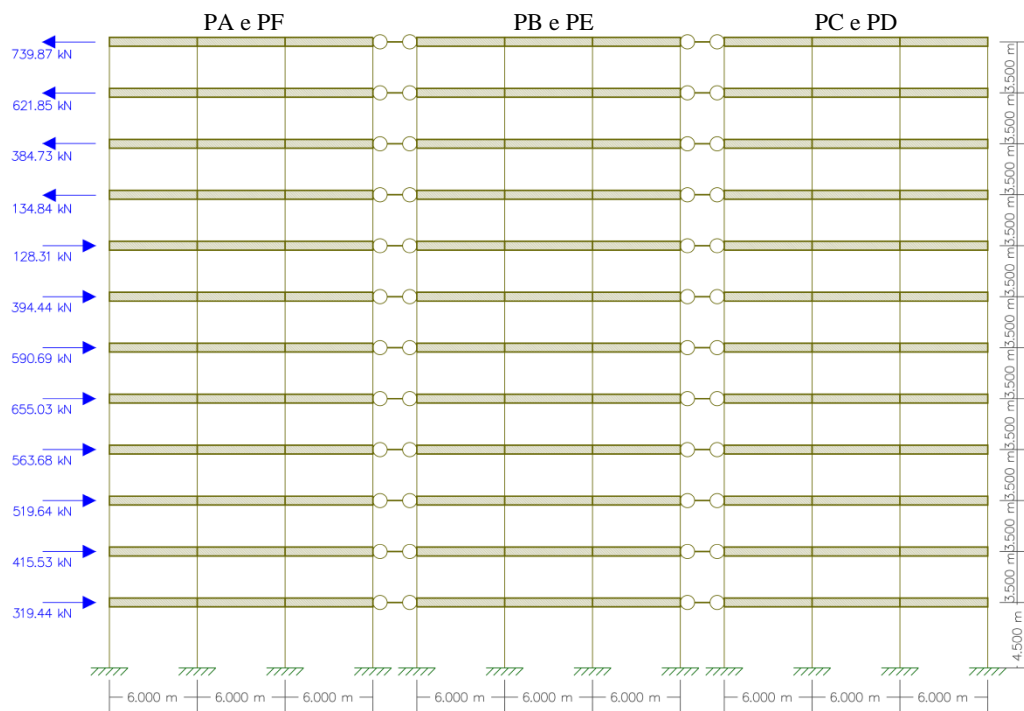 PA e PF PB e PE PC e PD
739.87 kN
621.85 kN
384.73 kN
134.84 kN
128.31 kN
394.44 kN
590.69 kN
655.03 kN
563.68 kN
519.64 kN
415.53 kN
319.44 kN
3.500 m
3.500 m
3.500 m
3.500 m
3.500 m
3.500 m
3.500 m
3.500 m
3.500 m
3.500 m
3.500 m
4.500 m
6.000 m 6.000 m 6.000 m 6.000 m 6.000 m 6.000 m 6.000 m 6.000 m 6.000 m